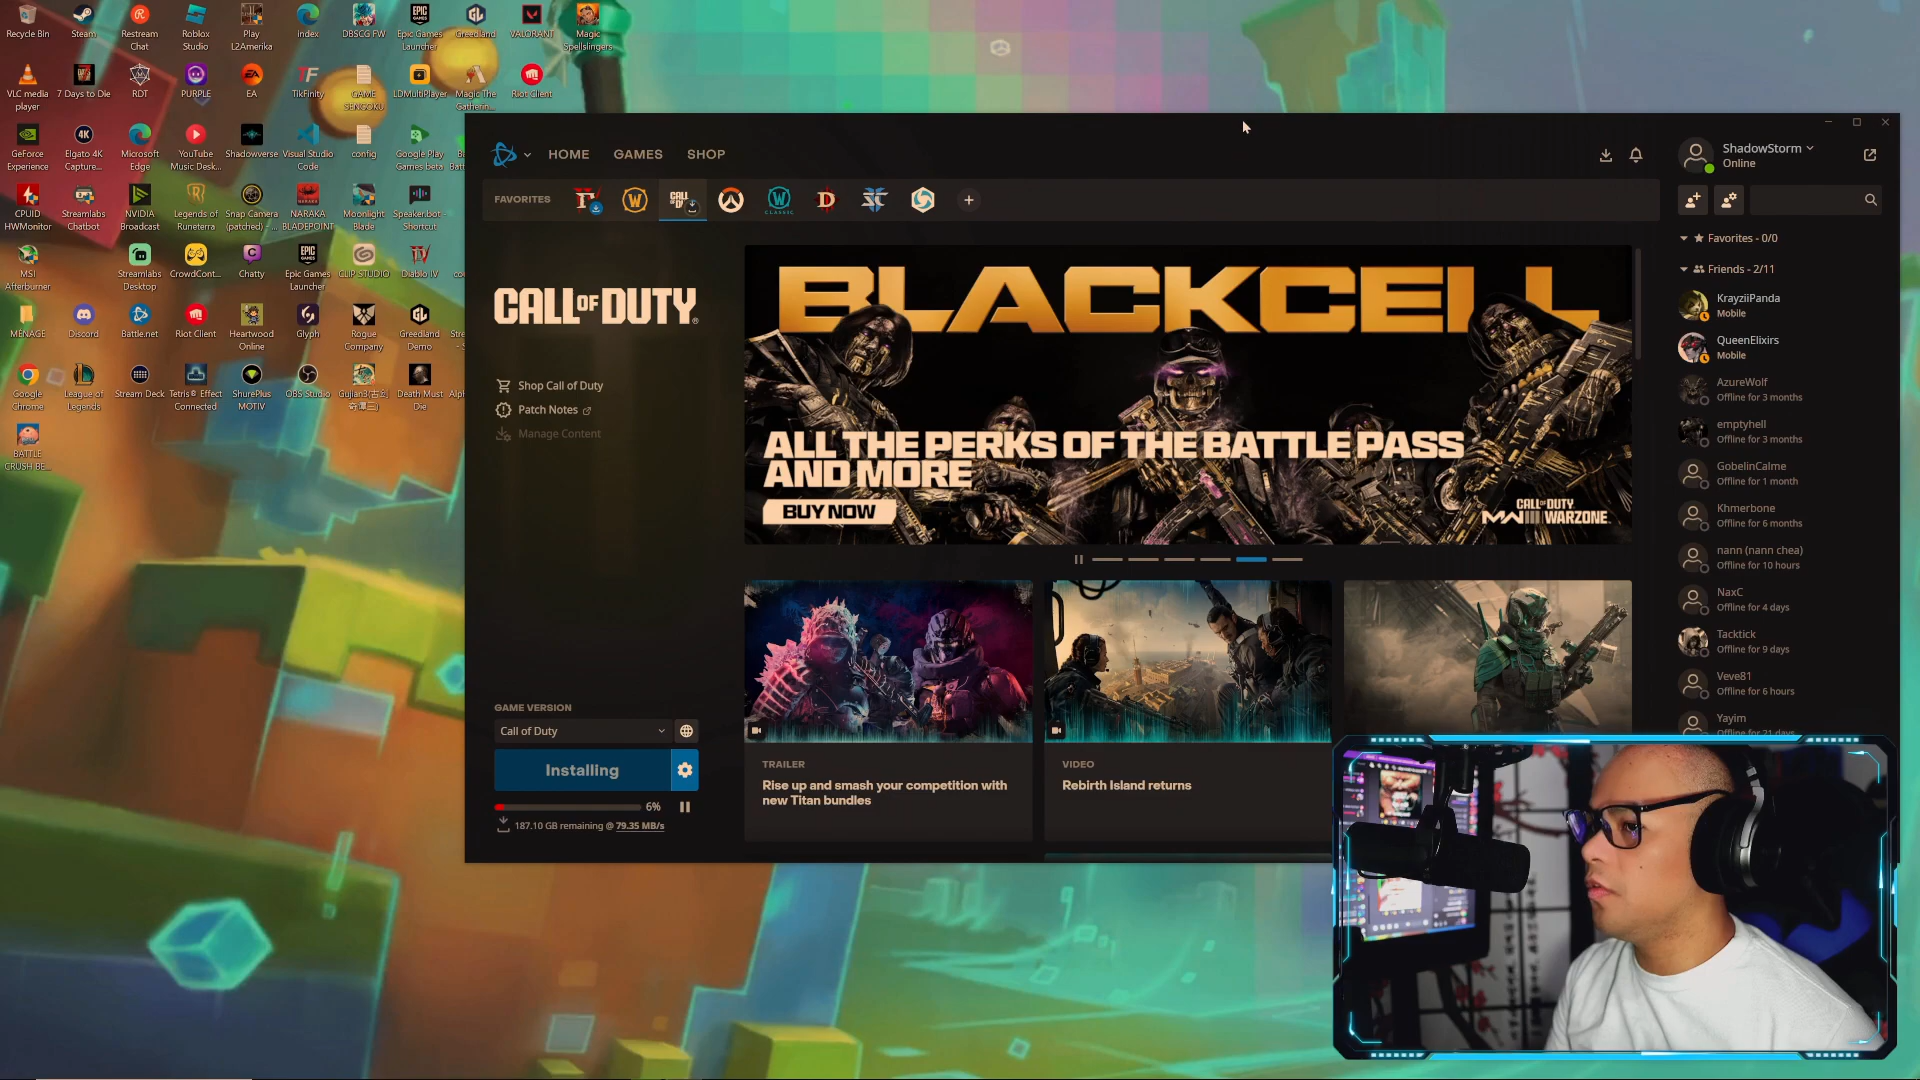 Recycle Bin
Steam
Restream Chat
Roblox Studio
Play L2Amerika
index
DBSCG FW
Epic Games Launcher
Greedland
VALORANT
Magic Spellslingers
VLC media player
7 Days to Die
RDT
PURPLE
EA
TikFinity
GAME SENGOKU
LDMultiPlayer
Magic The Gatherin...
Riot Client
GeForce Experience
Elgato 4K Capture...
Microsoft Edge
YouTube Music Desk...
Shadowverse
Visual Studio Code
config
Google Play Games beta
CPUID HWMonitor
Streamlabs Chatbot
NVIDIA Broadcast
Legends of Runeterra
Snap Camera (patched) - ...
NARAKA BLADEPOINT
Moonlight Blade
Speaker.bot - Shortcut
MSI Afterburner
Streamlabs Desktop
CrowdCont...
Chatty
Epic Games Launcher
CLIP STUDIO
Diablo IV
MENAGE
Discord
Battle.net
Riot Client
Heartwood Online
Glyph
Rogue Company
Greedland Demo
Google Chrome
League of Legends
Stream Deck
Tetris® Effect Connected
ShurePlus MOTIV
OBS Studio
Death Must Die
BATTLE CRUSH BE...
HOME
GAMES
SHOP
ShadowStorm
Online
FAVORITES
CALL OF DUTY
Shop Call of Duty
Patch Notes
Manage Content
BLACKCELL
ALL THE PERKS OF THE BATTLE PASS
AND MORE
BUY NOW
CALL OF DUTY
MWIII WARZONE
GAME VERSION
Call of Duty
Installing
6%
187.10 GB remaining @ 79.35 MB/s
TRAILER
Rise up and smash your competition with
new Titan bundles
VIDEO
Rebirth Island returns
Favorites - 0/0
Friends - 2/11
KrayziiPanda
Mobile
QueenElixirs
Mobile
AzureWolf
Offline for 3 months
emptyhell
Offline for 3 months
GobelinCalme
Offline for 1 month
Khmerbone
Offline for 6 months
nann (nann chea)
Offline for 10 hours
NaxC
Offline for 4 days
Tacktick
Offline for 9 days
Veve81
Offline for 6 hours
Yayim
Offline for 21 days